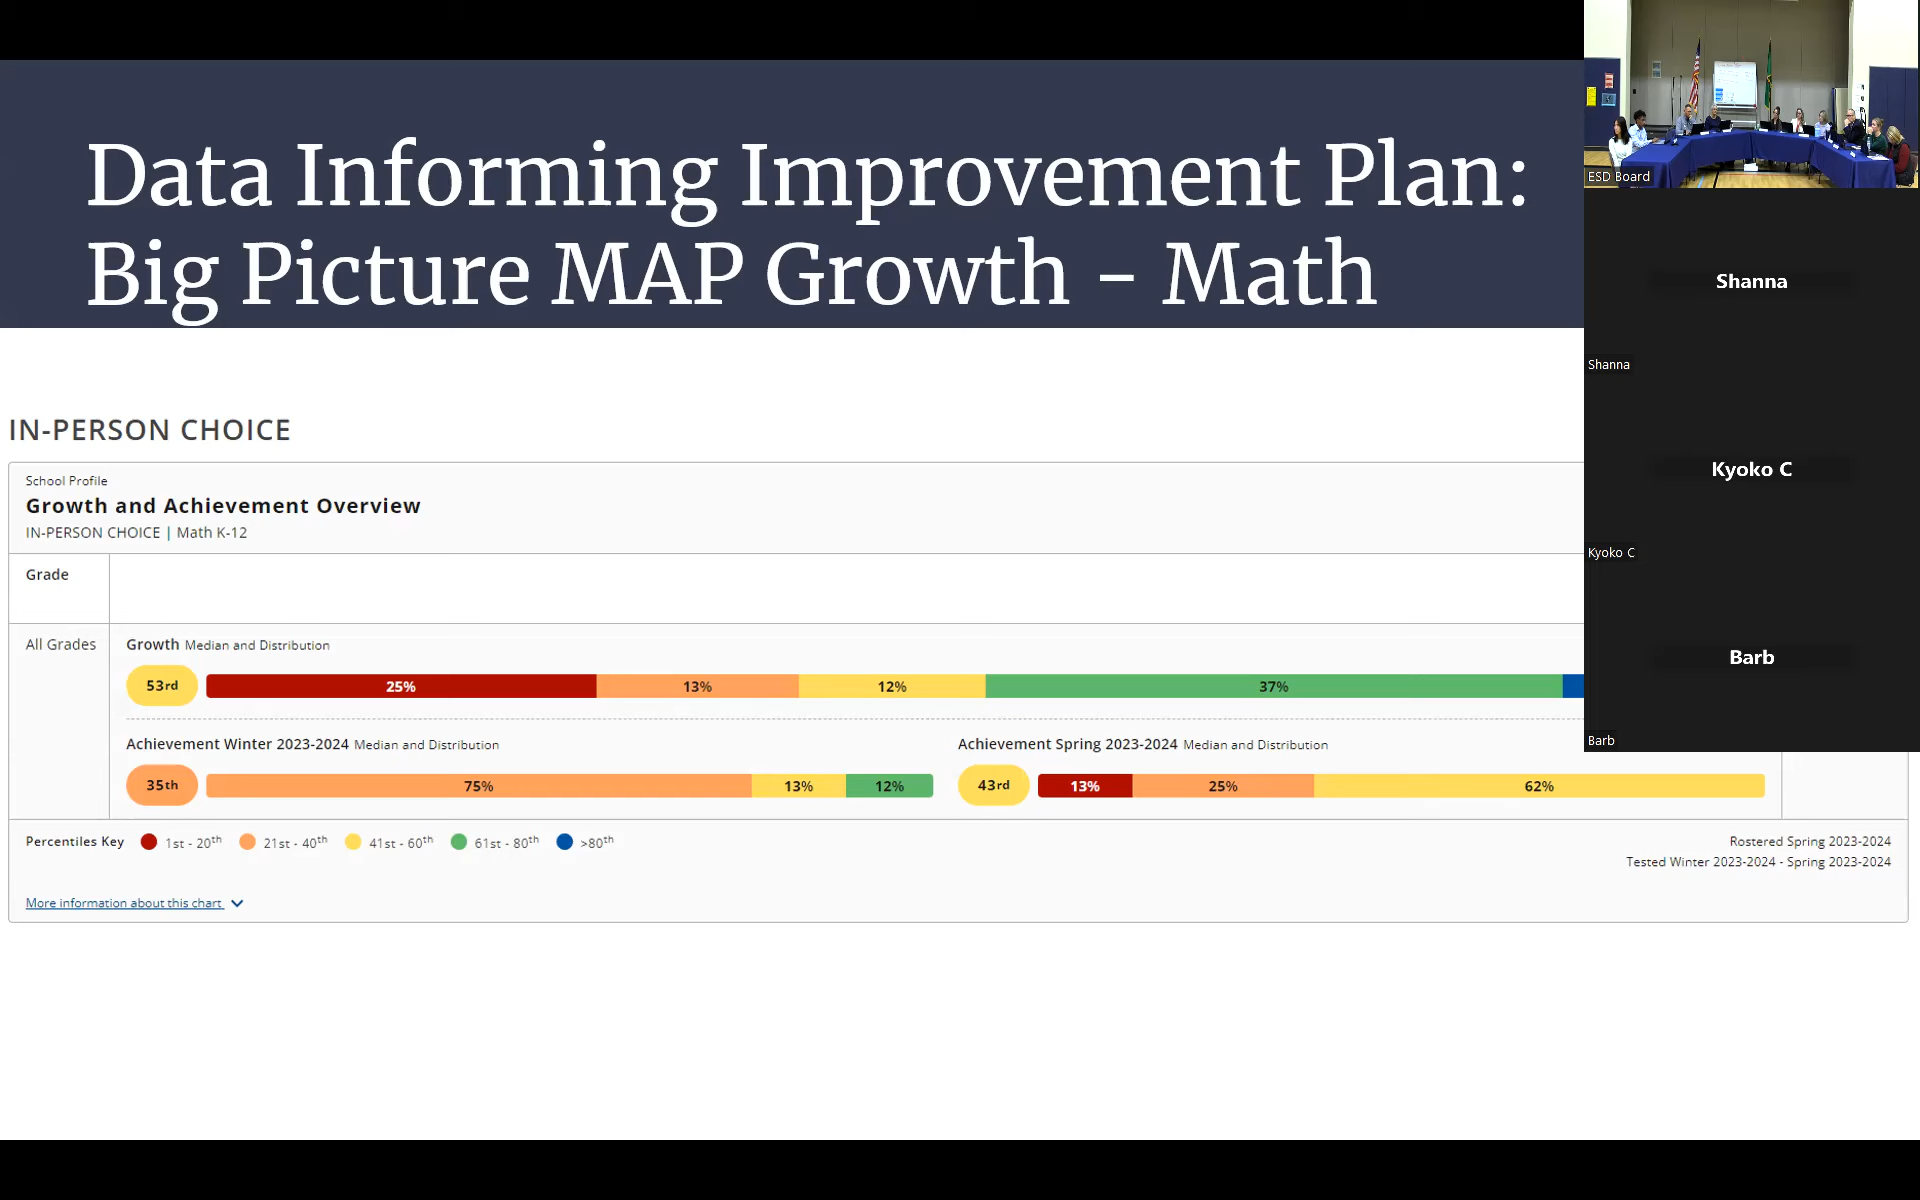 Data Informing Improvement Plan:
Big Picture MAP Growth – Math
IN-PERSON CHOICE
School Profile
Growth and Achievement Overview
IN-PERSON CHOICE | Math K-12
Grade
All Grades
Growth Median and Distribution
53rd 25% 13% 12% 37%
Achievement Winter 2023-2024 Median and Distribution
35th 75% 13% 12%
Achievement Spring 2023-2024 Median and Distribution
43rd 13% 25% 62%
Percentiles Key 1st - 20th 21st - 40th 41st - 60th 61st - 80th >80th
Rostered Spring 2023-2024
Tested Winter 2023-2024 - Spring 2023-2024
More information about this chart
ESD Board
Shanna
Shanna
Kyoko C
Kyoko C
Barb
Barb